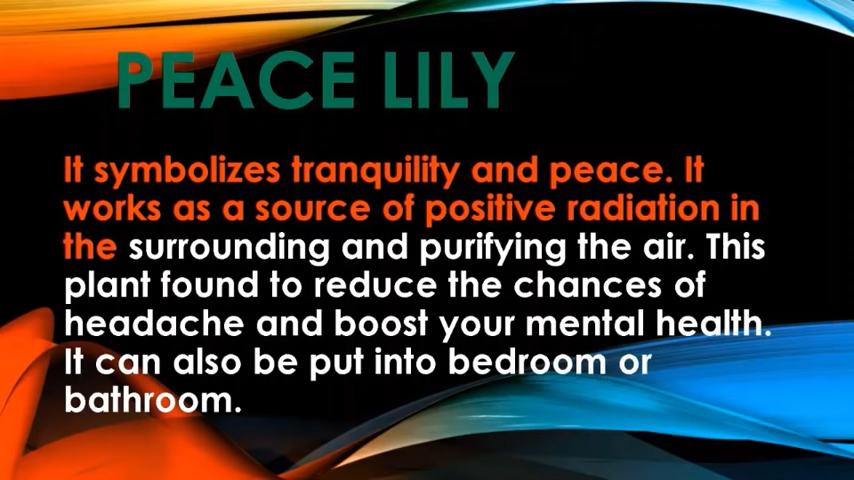 PEACE LILY
It symbolizes tranquility and peace. It
works as a source of positive radiation in
the surrounding and purifying the air. This
plant found to reduce the chances of
headache and boost your mental health.
It can also be put into bedroom or
bathroom.